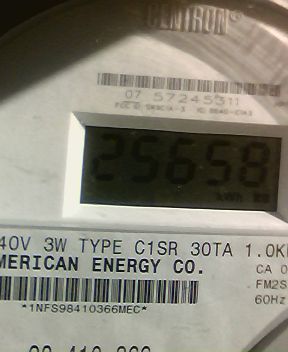 CENTRON®
07 57245511
25658
kWh
40V 3W TYPE C1SR 30TA 1.0K
MERICAN ENERGY CO.
CA 0
FM2S
60Hz
*1NFS98410366MEC*